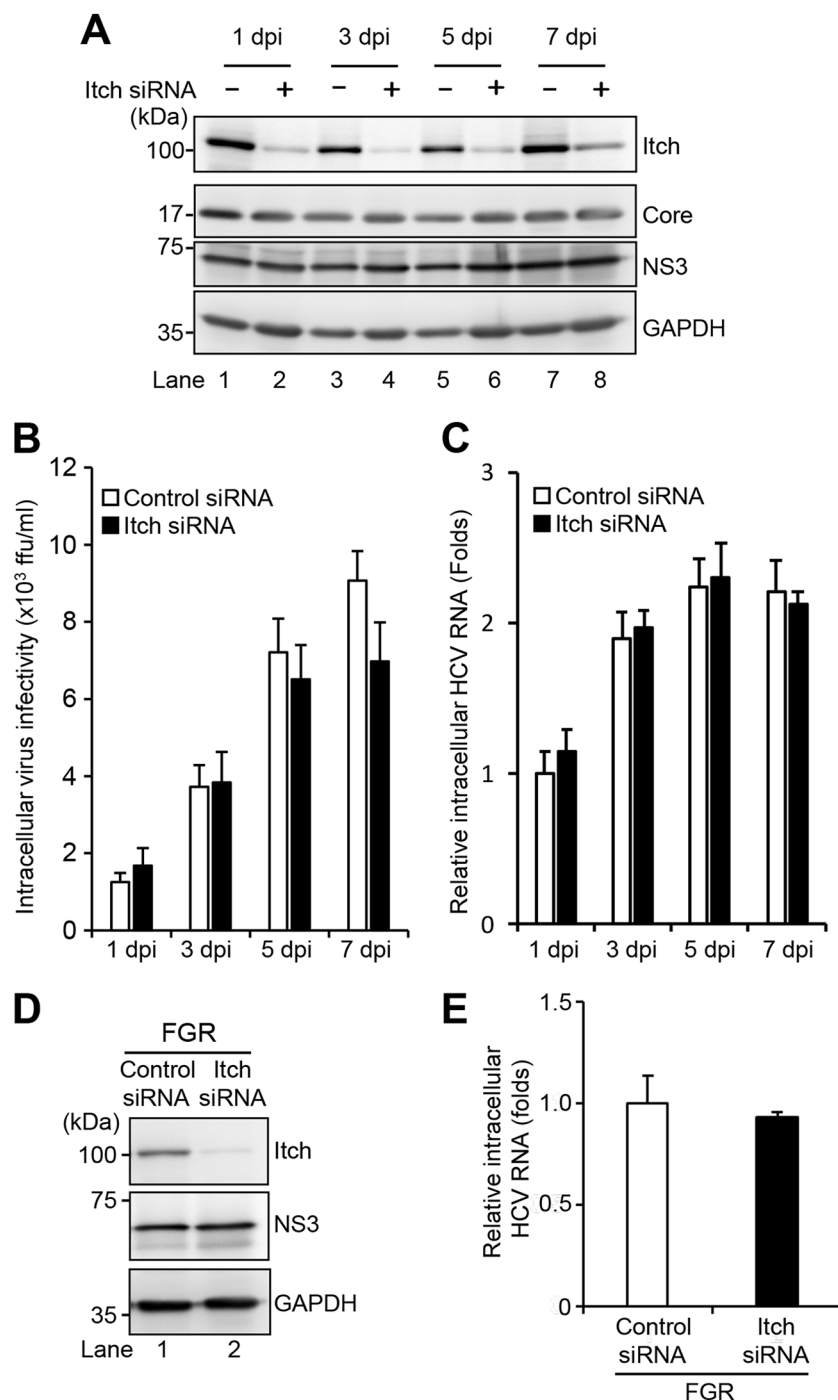 A
1 dpi 3 dpi 5 dpi 7 dpi
Itch siRNA − + − + − + − +
(kDa)
100 Itch
17 Core
75
NS3
35 GAPDH
Lane 1 2 3 4 5 6 7 8
B
Intracellular virus infectivity (x10³ ffu/ml)
12
10
8
6
4
2
0
Control siRNA
Itch siRNA
1 dpi 3 dpi 5 dpi 7 dpi
C
Relative intracellular HCV RNA (Folds)
3
2
1
0
Control siRNA
Itch siRNA
1 dpi 3 dpi 5 dpi 7 dpi
D
FGR
Control Itch
siRNA siRNA
(kDa)
100 Itch
75
NS3
35 GAPDH
Lane 1 2
E
Relative intracellular
HCV RNA (folds)
1.5
1.0
0.5
0
Control Itch
siRNA siRNA
FGR